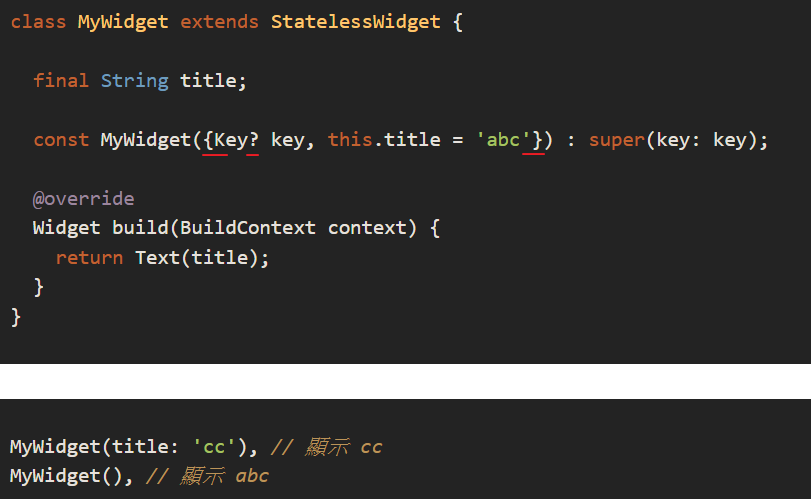 class MyWidget extends StatelessWidget {
final String title;
const MyWidget({Key? key, this.title = 'abc'}) : super(key: key);
@override
Widget build(BuildContext context) {
return Text(title);
}
}
MyWidget(title: 'cc'), // 顯示 cc
MyWidget(), // 顯示 abc